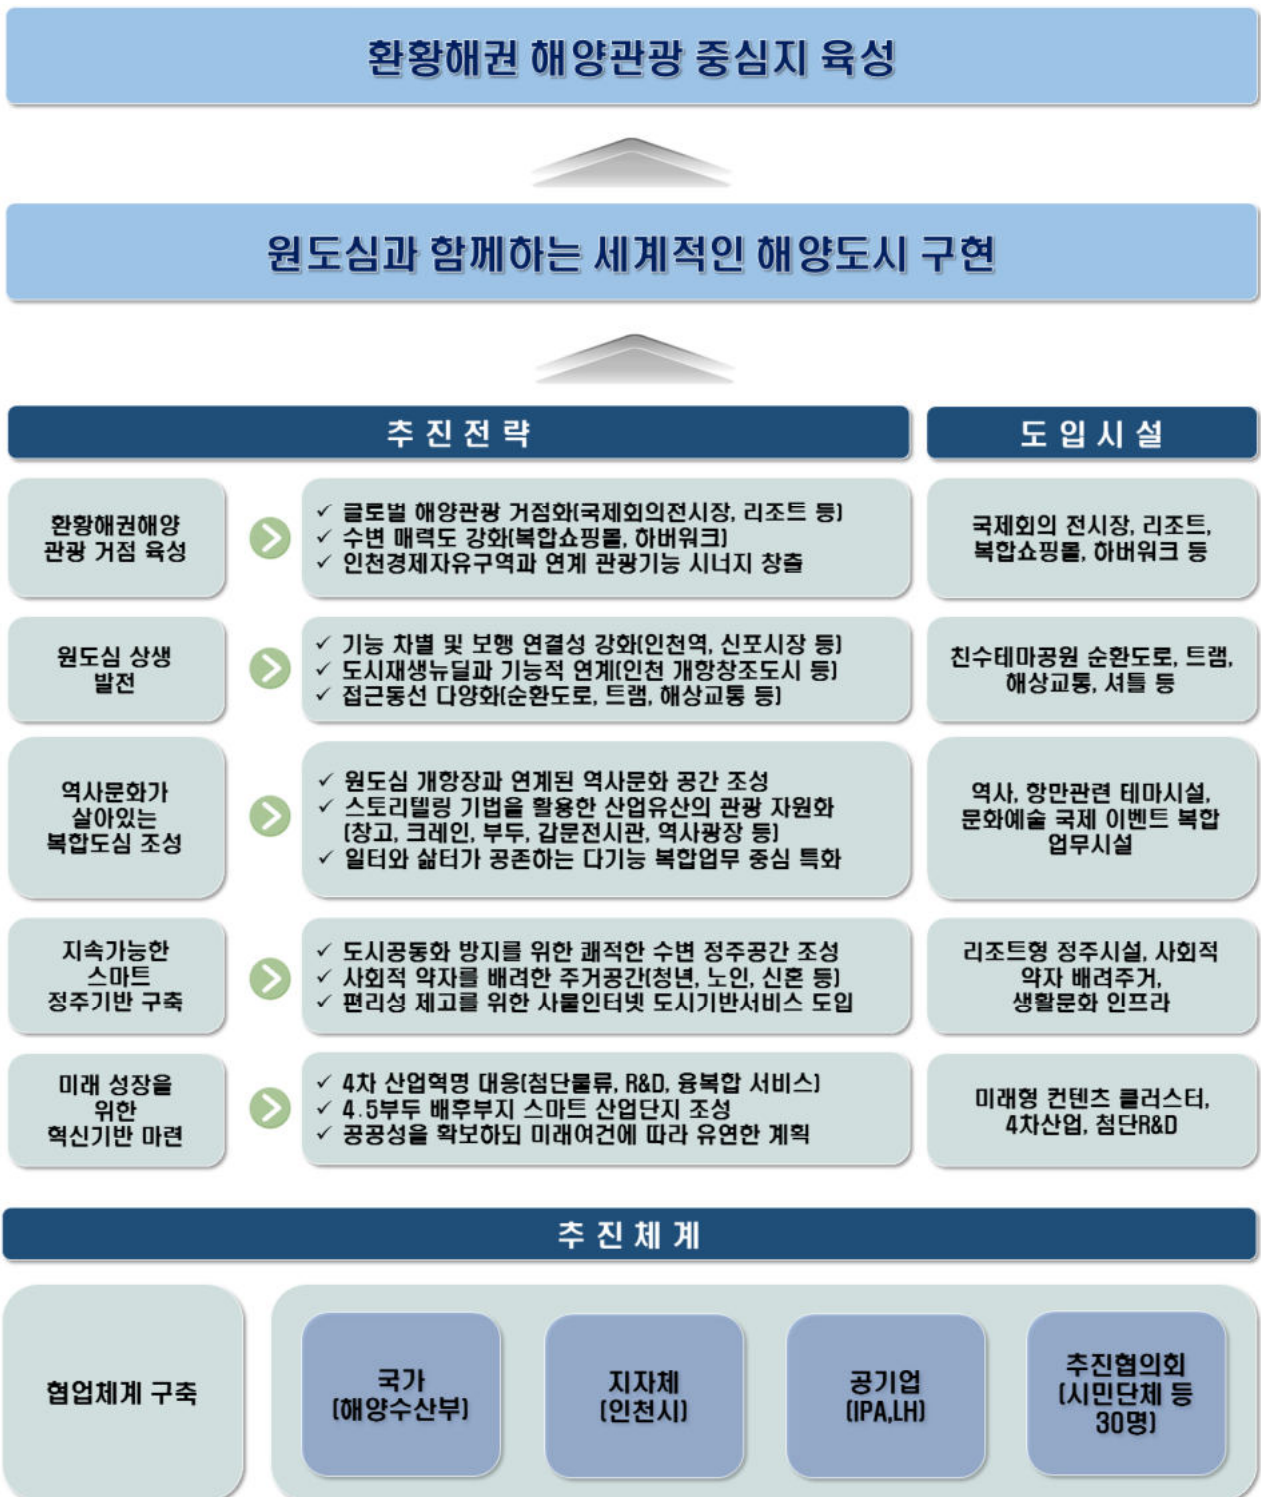 환황해권 해양관광 중심지 육성
원도심과 함께하는 세계적인 해양도시 구현
추진전략
도입시설
환황해권해양
관광 거점 육성
✓ 글로벌 해양관광 거점화(국제회의전시장, 리조트 등)
✓ 수변 매력도 강화(복합쇼핑몰, 하버워크)
✓ 인천경제자유구역과 연계 관광기능 시너지 창출
국제회의 전시장, 리조트,
복합쇼핑몰, 하버워크 등
원도심 상생
발전
✓ 기능 차별 및 보행 연결성 강화(인천역, 신포시장 등)
✓ 도시재생뉴딜과 기능적 연계(인천 개항창조도시 등)
✓ 접근동선 다양화(순환도로, 트램, 해상교통 등)
친수테마공원 순환도로, 트램,
해상교통, 셔틀 등
역사문화가
살아있는
복합도심 조성
✓ 원도심 개항장과 연계된 역사문화 공간 조성
✓ 스토리텔링 기법을 활용한 산업유산의 관광 자원화
(창고, 크레인, 부두, 갑문전시관, 역사광장 등)
✓ 일터와 삶터가 공존하는 다기능 복합업무 중심 특화
역사, 항만관련 테마시설,
문화예술 국제 이벤트 복합
업무시설
지속가능한
스마트
정주기반 구축
✓ 도시공동화 방지를 위한 쾌적한 수변 정주공간 조성
✓ 사회적 약자를 배려한 주거공간(청년, 노인, 신혼 등)
✓ 편리성 제고를 위한 사물인터넷 도시기반서비스 도입
리조트형 정주시설, 사회적
약자 배려주거,
생활문화 인프라
미래 성장을
위한
혁신기반 마련
✓ 4차 산업혁명 대응(첨단물류, R&D, 융복합 서비스)
✓ 4.5부두 배후부지 스마트 산업단지 조성
✓ 공공성을 확보하되 미래여건에 따라 유연한 계획
미래형 컨텐츠 클러스터,
4차산업, 첨단R&D
추진체계
협업체계 구축
국가
(해양수산부)
지자체
(인천시)
공기업
(IPA,LH)
추진협의회
(시민단체 등
30명)